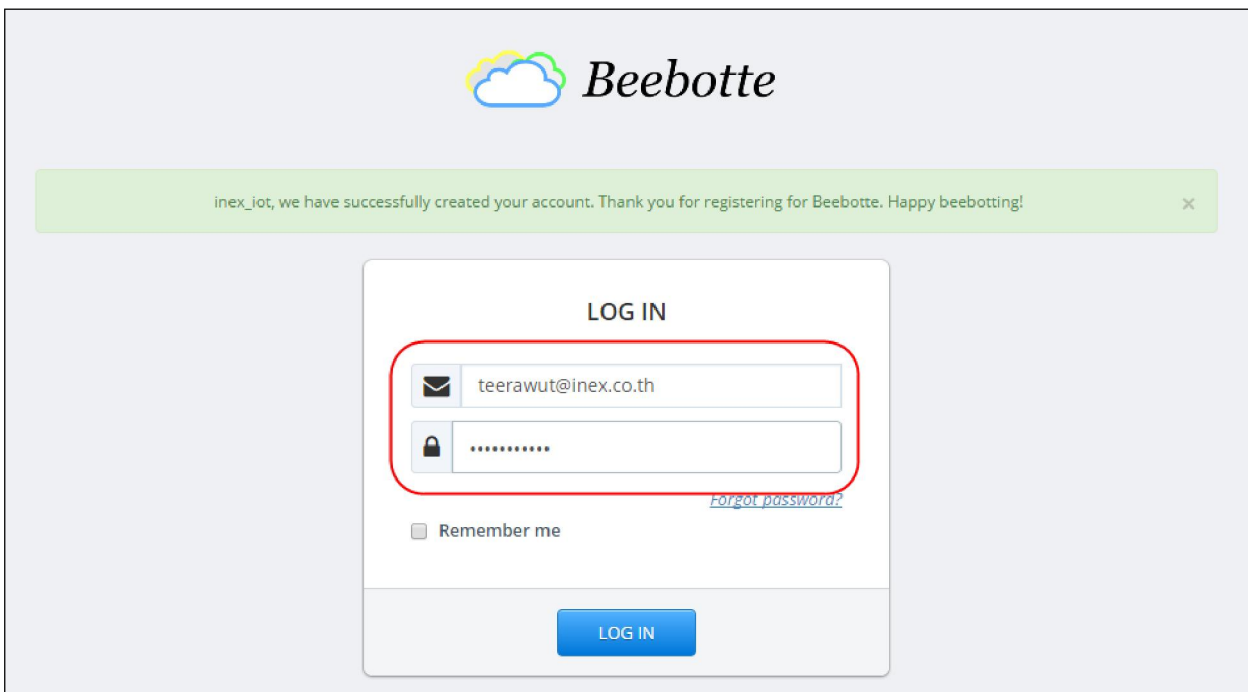 Beebotte
inex_iot, we have successfully created your account. Thank you for registering for Beebotte. Happy beebotting!
×
LOG IN
teerawut@inex.co.th
•••••••••••
Forgot password?
Remember me
LOG IN